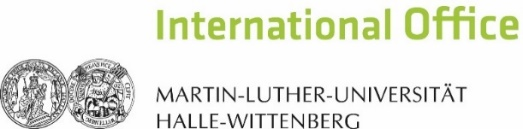 International Office
MARTIN-LUTHER-UNIVERSITÄT
HALLE-WITTENBERG